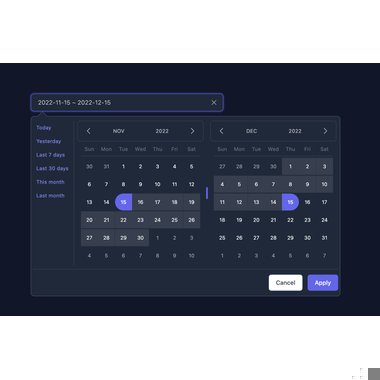 2022-11-15 ~ 2022-12-15
Today
Yesterday
Last 7 days
Last 30 days
This month
Last month
NOV 2022
Sun Mon Tue Wed Thu Fri Sat
30 31 1 2 3 4 5
6 7 8 9 10 11 12
13 14 15 16 17 18 19
20 21 22 23 24 25 26
27 28 29 30 1 2 3
4 5 6 7 8 9 10
DEC 2022
Sun Mon Tue Wed Thu Fri Sat
27 28 29 30 1 2 3
4 5 6 7 8 9 10
11 12 13 14 15 16 17
18 19 20 21 22 23 24
25 26 27 28 29 30 31
1 2 3 4 5 6 7
Cancel Apply